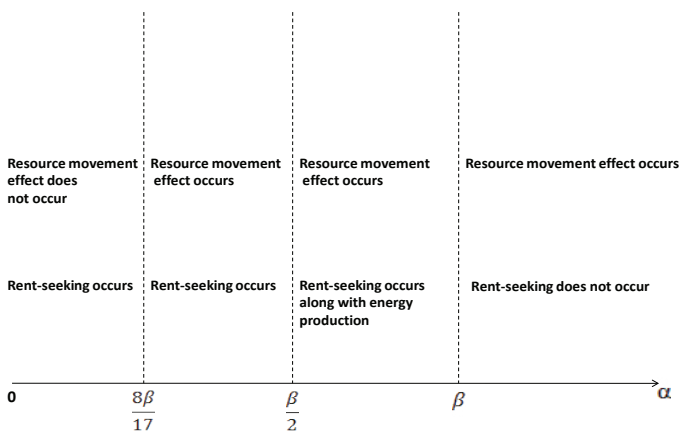 Resource movement
effect does
not occur
Resource movement
effect occurs
Resource movement
effect occurs
Resource movement effect occurs
Rent-seeking occurs
Rent-seeking occurs
Rent-seeking occurs
along with energy
production
Rent-seeking does not occur
0
8β
17
β
2
β
α